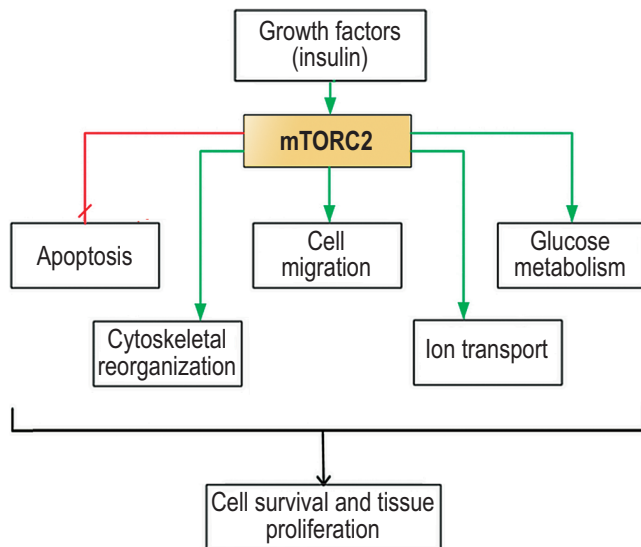 Growth factors
(insulin)
mTORC2
Apoptosis
Cell
migration
Glucose
metabolism
Cytoskeletal
reorganization
Ion transport
Cell survival and tissue
proliferation